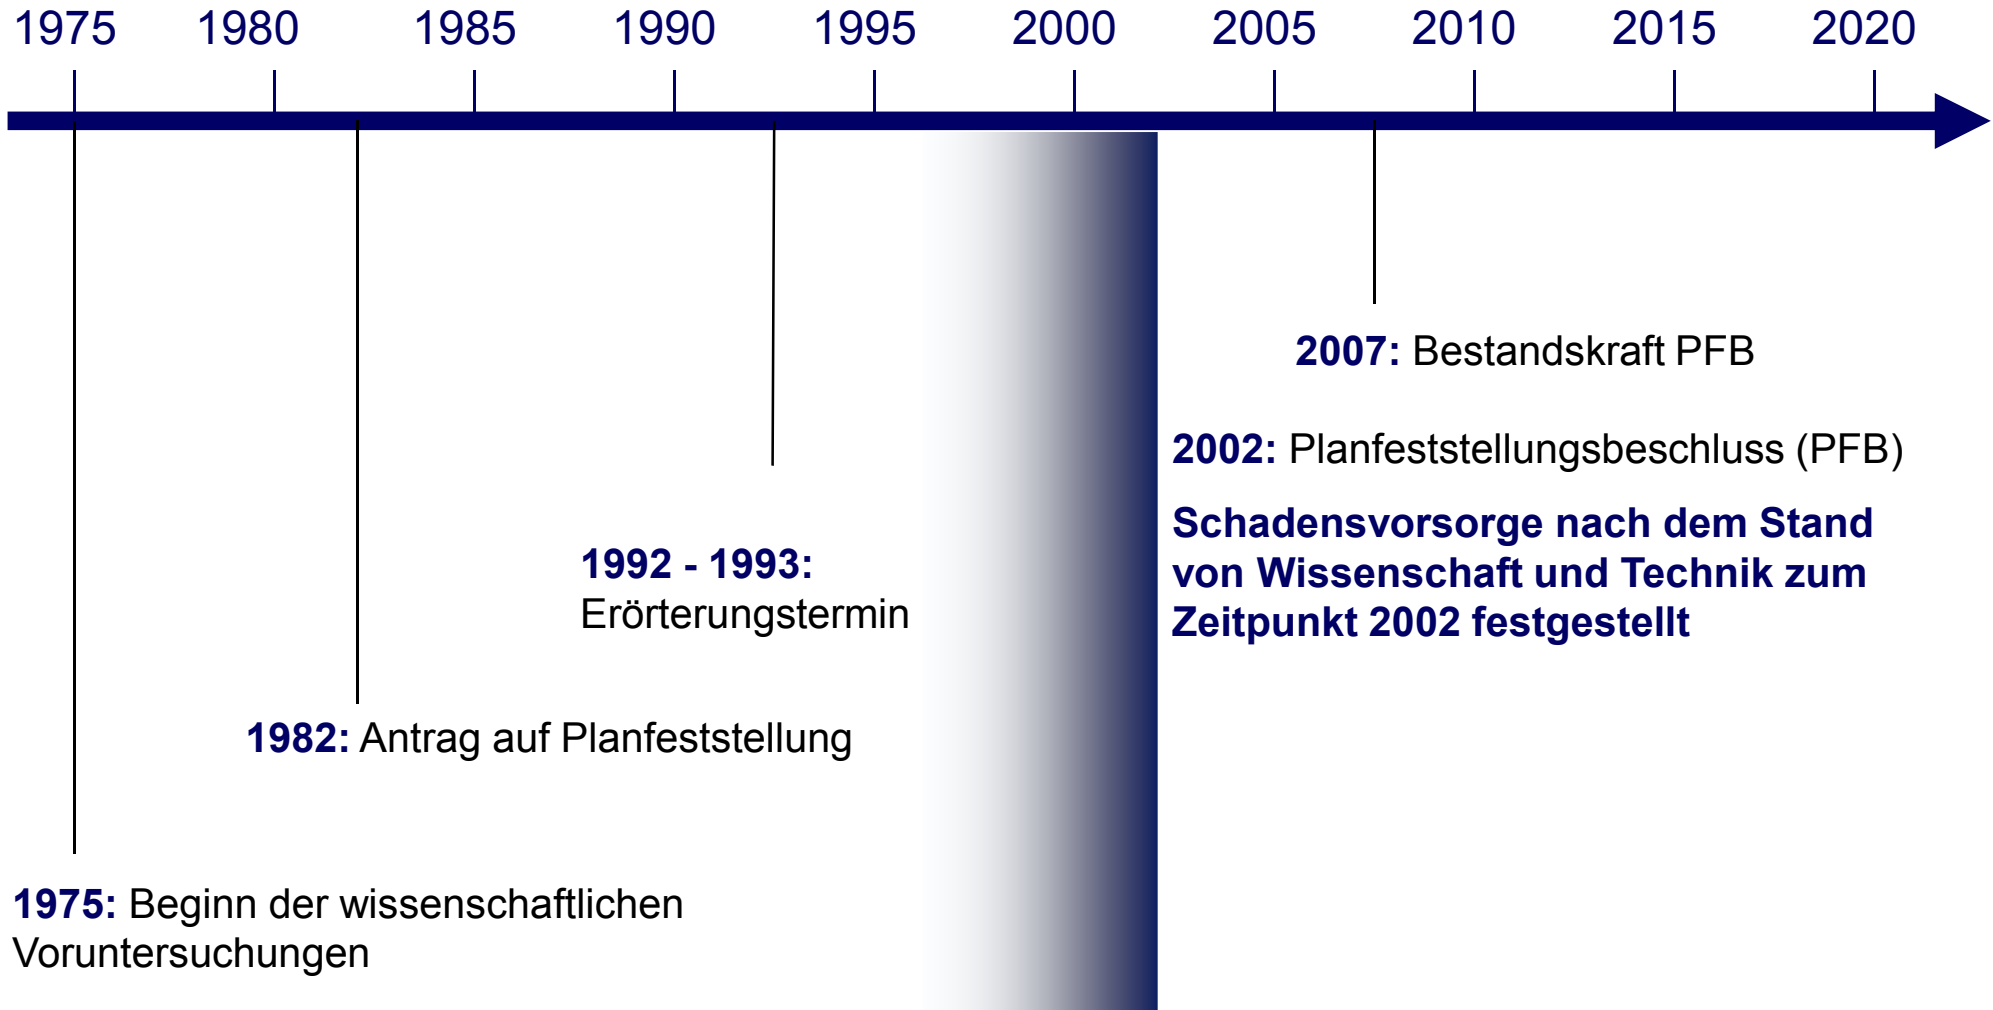 1975 1980 1985 1990 1995 2000 2005 2010 2015 2020
2007: Bestandskraft PFB
2002: Planfeststellungsbeschluss (PFB)
Schadensvorsorge nach dem Stand
von Wissenschaft und Technik zum
Zeitpunkt 2002 festgestellt
1992 - 1993:
Erörterungstermin
1982: Antrag auf Planfeststellung
1975: Beginn der wissenschaftlichen
Voruntersuchungen